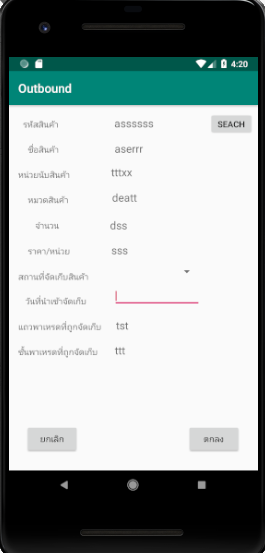 4:20
Outbound
รหัสสินค้า assssss SEACH
ชื่อสินค้า aserrr
หน่วยนับสินค้า tttxx
หมวดสินค้า deatt
จำนวน dss
ราคา/หน่วย sss
สถานที่จัดเก็บสินค้า
วันที่นำเข้าจัดเก็บ
แถวพาเหรดที่ถูกจัดเก็บ tst
ชั้นพาเหรดที่ถูกจัดเก็บ ttt
ยกเลิก ตกลง